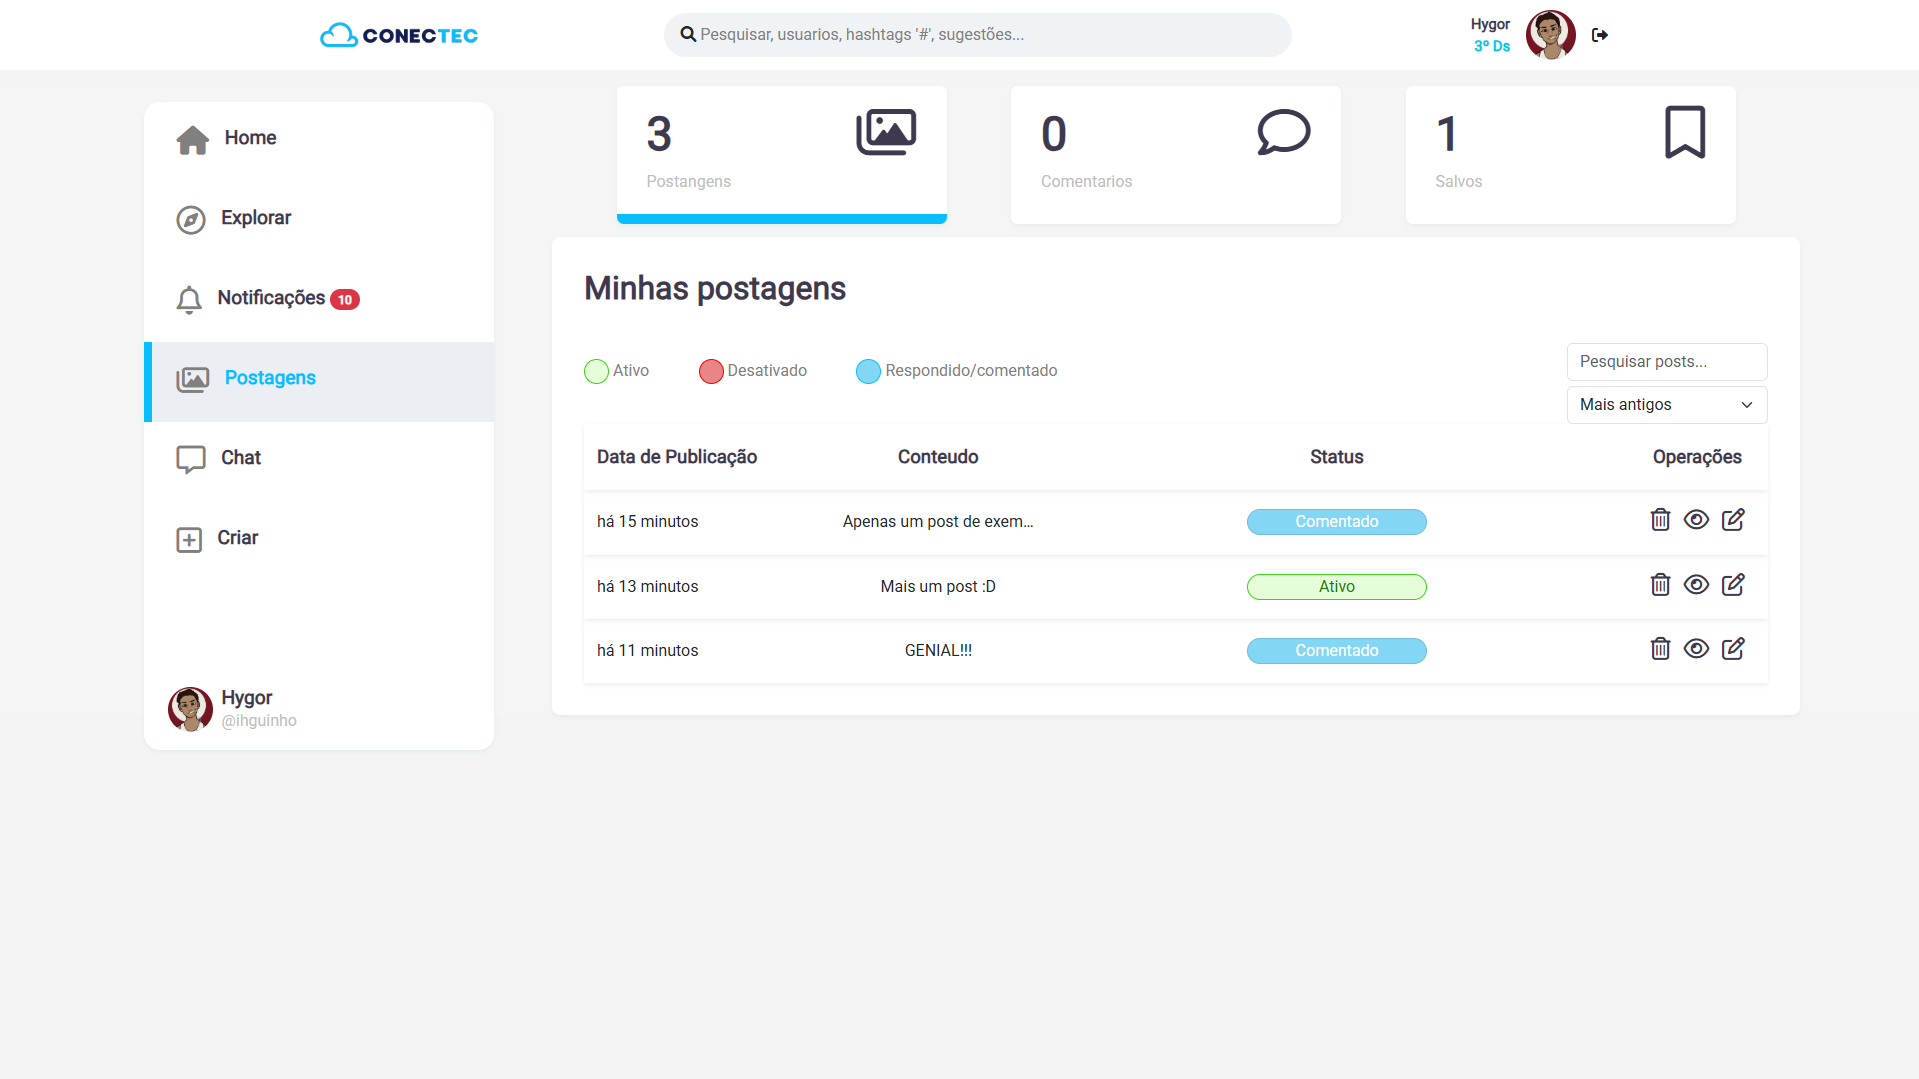 CONECTEC
Pesquisar, usuarios, hashtags '#', sugestões...
Hygor
3º Ds
Home
Explorar
Notificações 10
Postagens
Chat
Criar
Hygor
@ihguinho
3
Postangens
0
Comentarios
1
Salvos
Minhas postagens
Ativo
Desativado
Respondido/comentado
Pesquisar posts...
Mais antigos
Data de Publicação Conteudo Status Operações
há 15 minutos Apenas um post de exem... Comentado
há 13 minutos Mais um post :D Ativo
há 11 minutos GENIAL!!! Comentado